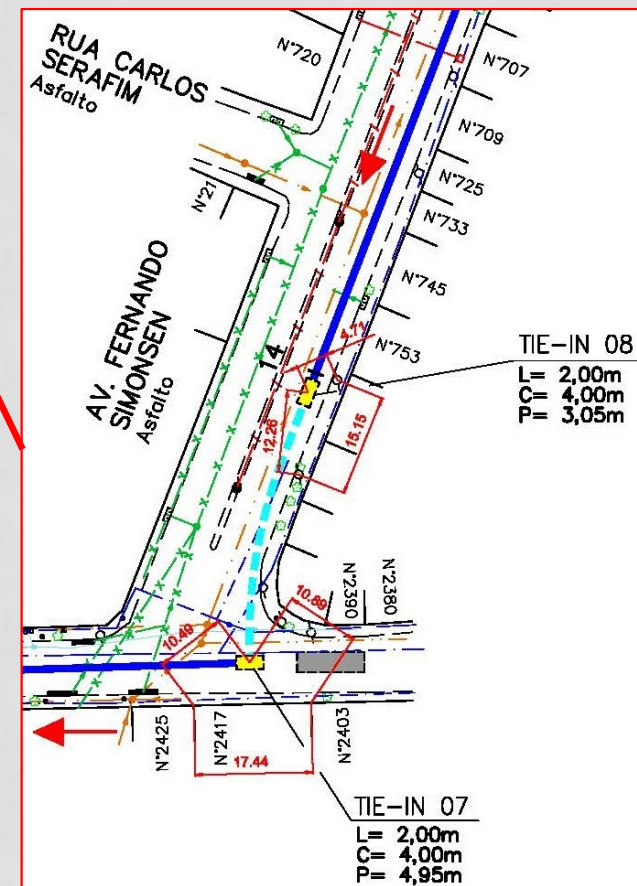 RUA CARLOS
SERAFIM
Asfalto
N°720
N°707
N°709
N°725
N°733
N°21
N°745
AV. FERNANDO
SIMONSEN
Asfalto
14
4.71
N°753
TIE-IN 08
L= 2,00m
C= 4,00m
P= 3,05m
12.26
15.15
N°2390
N°2380
10.89
10.49
N°2425
N°2417
N°2403
17.44
TIE-IN 07
L= 2,00m
C= 4,00m
P= 4,95m